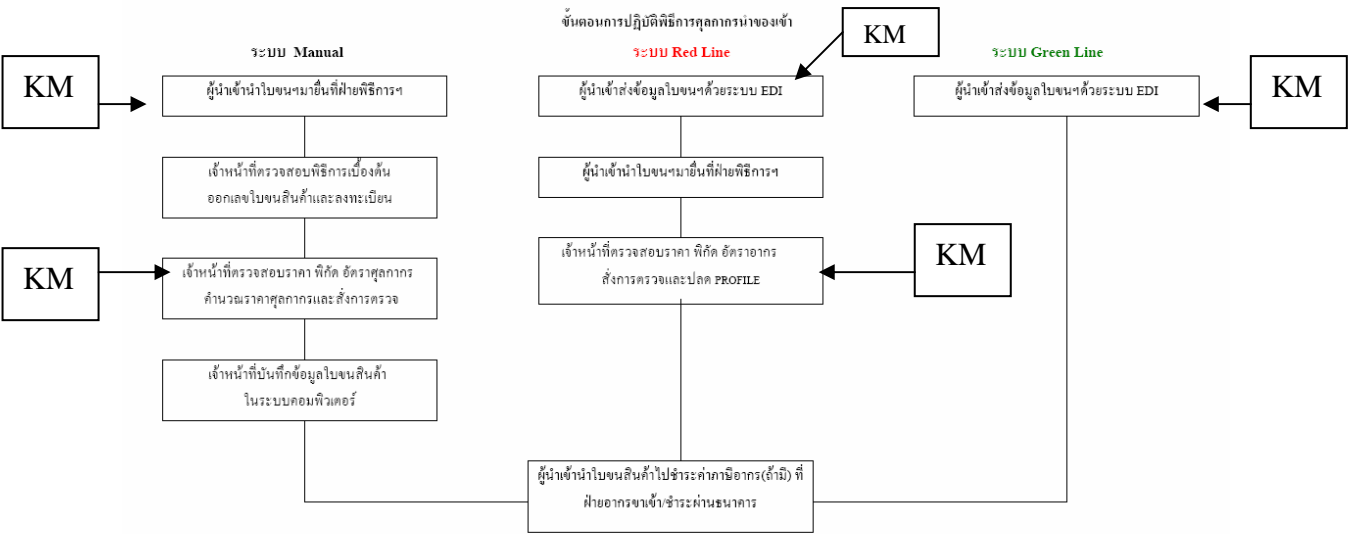 ขั้นตอนการปฏิบัติพิธีการศุลกากรนำของเข้า
KM
ระบบ Manual
ระบบ Red Line
ระบบ Green Line
KM
ผู้นำเข้านำใบขนฯมายื่นที่ฝ่ายพิธีการฯ
ผู้นำเข้าส่งข้อมูลใบขนฯด้วยระบบ EDI
ผู้นำเข้าส่งข้อมูลใบขนฯด้วยระบบ EDI
KM
เจ้าหน้าที่ตรวจสอบพิธีการเบื้องต้น
ออกเลขใบขนสินค้าและลงทะเบียน
ผู้นำเข้านำใบขนฯมายื่นที่ฝ่ายพิธีการฯ
KM
เจ้าหน้าที่ตรวจสอบราคา พิกัด อัตราศุลกากร
คำนวณราคาศุลกากรและสั่งการตรวจ
เจ้าหน้าที่ตรวจสอบราคา พิกัด อัตราอากร
สั่งการตรวจและปลด PROFILE
KM
เจ้าหน้าที่บันทึกข้อมูลใบขนสินค้า
ในระบบคอมพิวเตอร์
ผู้นำเข้านำใบขนสินค้าไปชำระค่าภาษีอากร(ถ้ามี) ที่
ฝ่ายอากรขาเข้า/ชำระผ่านธนาคาร